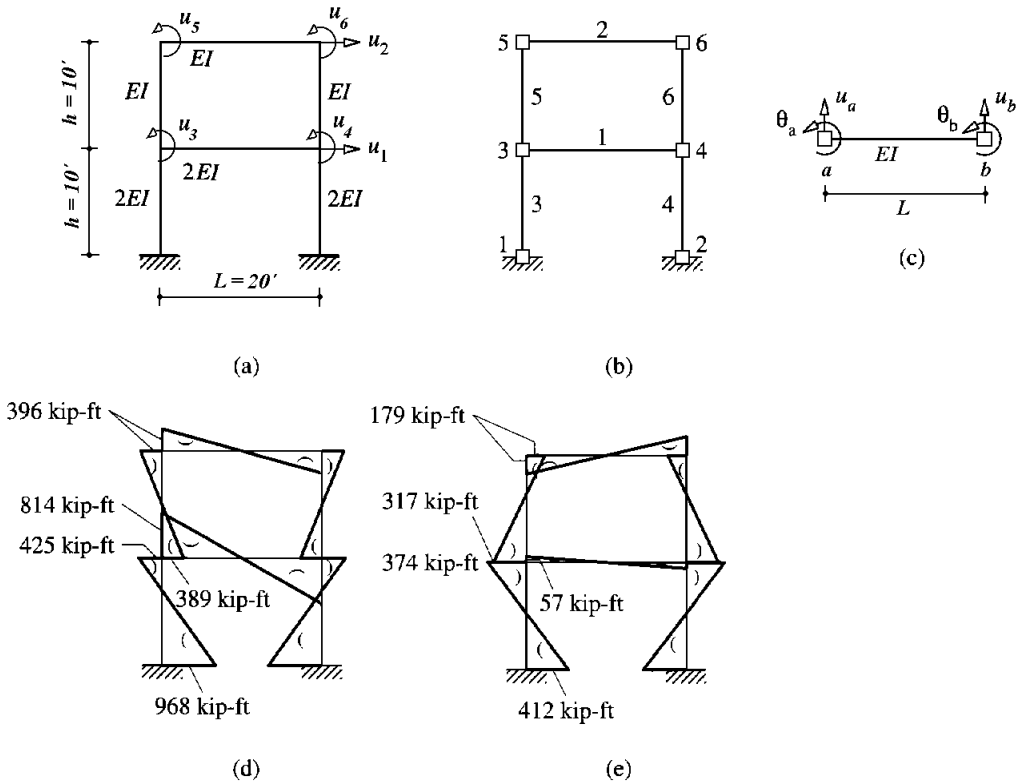 u5
u6
u2
EI
EI
EI
h = 10′
u3
u4
u1
2EI
2EI
2EI
h = 10′
L = 20′
(a)
5
2
6
5
6
3
1
4
3
4
1
2
(b)
ua
ub
θa
θb
EI
a
b
L
(c)
396 kip-ft
814 kip-ft
425 kip-ft
389 kip-ft
968 kip-ft
(d)
179 kip-ft
317 kip-ft
374 kip-ft
57 kip-ft
412 kip-ft
(e)